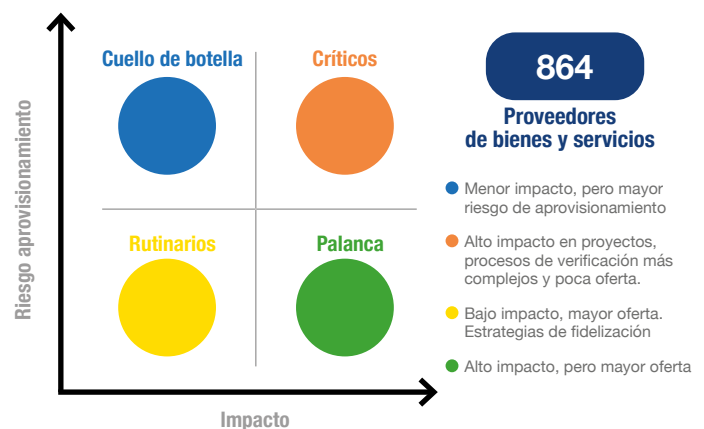 Riesgo aprovisionamiento
Cuello de botella
Críticos
Rutinarios
Palanca
Impacto
864
Proveedores
de bienes y servicios
Menor impacto, pero mayor
riesgo de aprovisionamiento
Alto impacto en proyectos,
procesos de verificación más
complejos y poca oferta.
Bajo impacto, mayor oferta.
Estrategias de fidelización
Alto impacto, pero mayor oferta